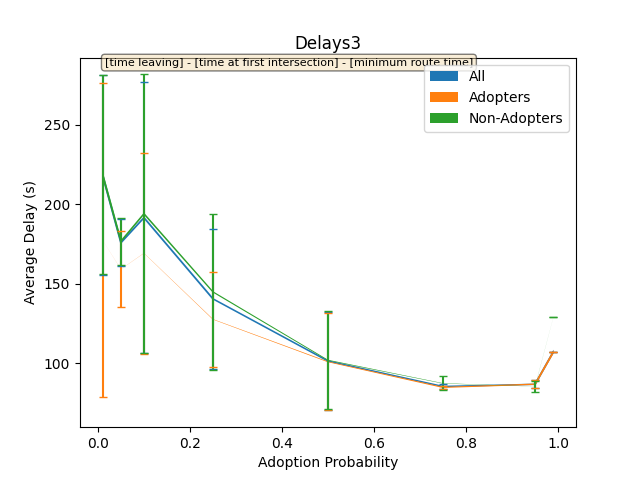 Delays3
[time leaving] - [time at first intersection] - [minimum route time]
All
Adopters
Non-Adopters
250
200
150
100
Average Delay (s)
0.0 0.2 0.4 0.6 0.8 1.0
Adoption Probability